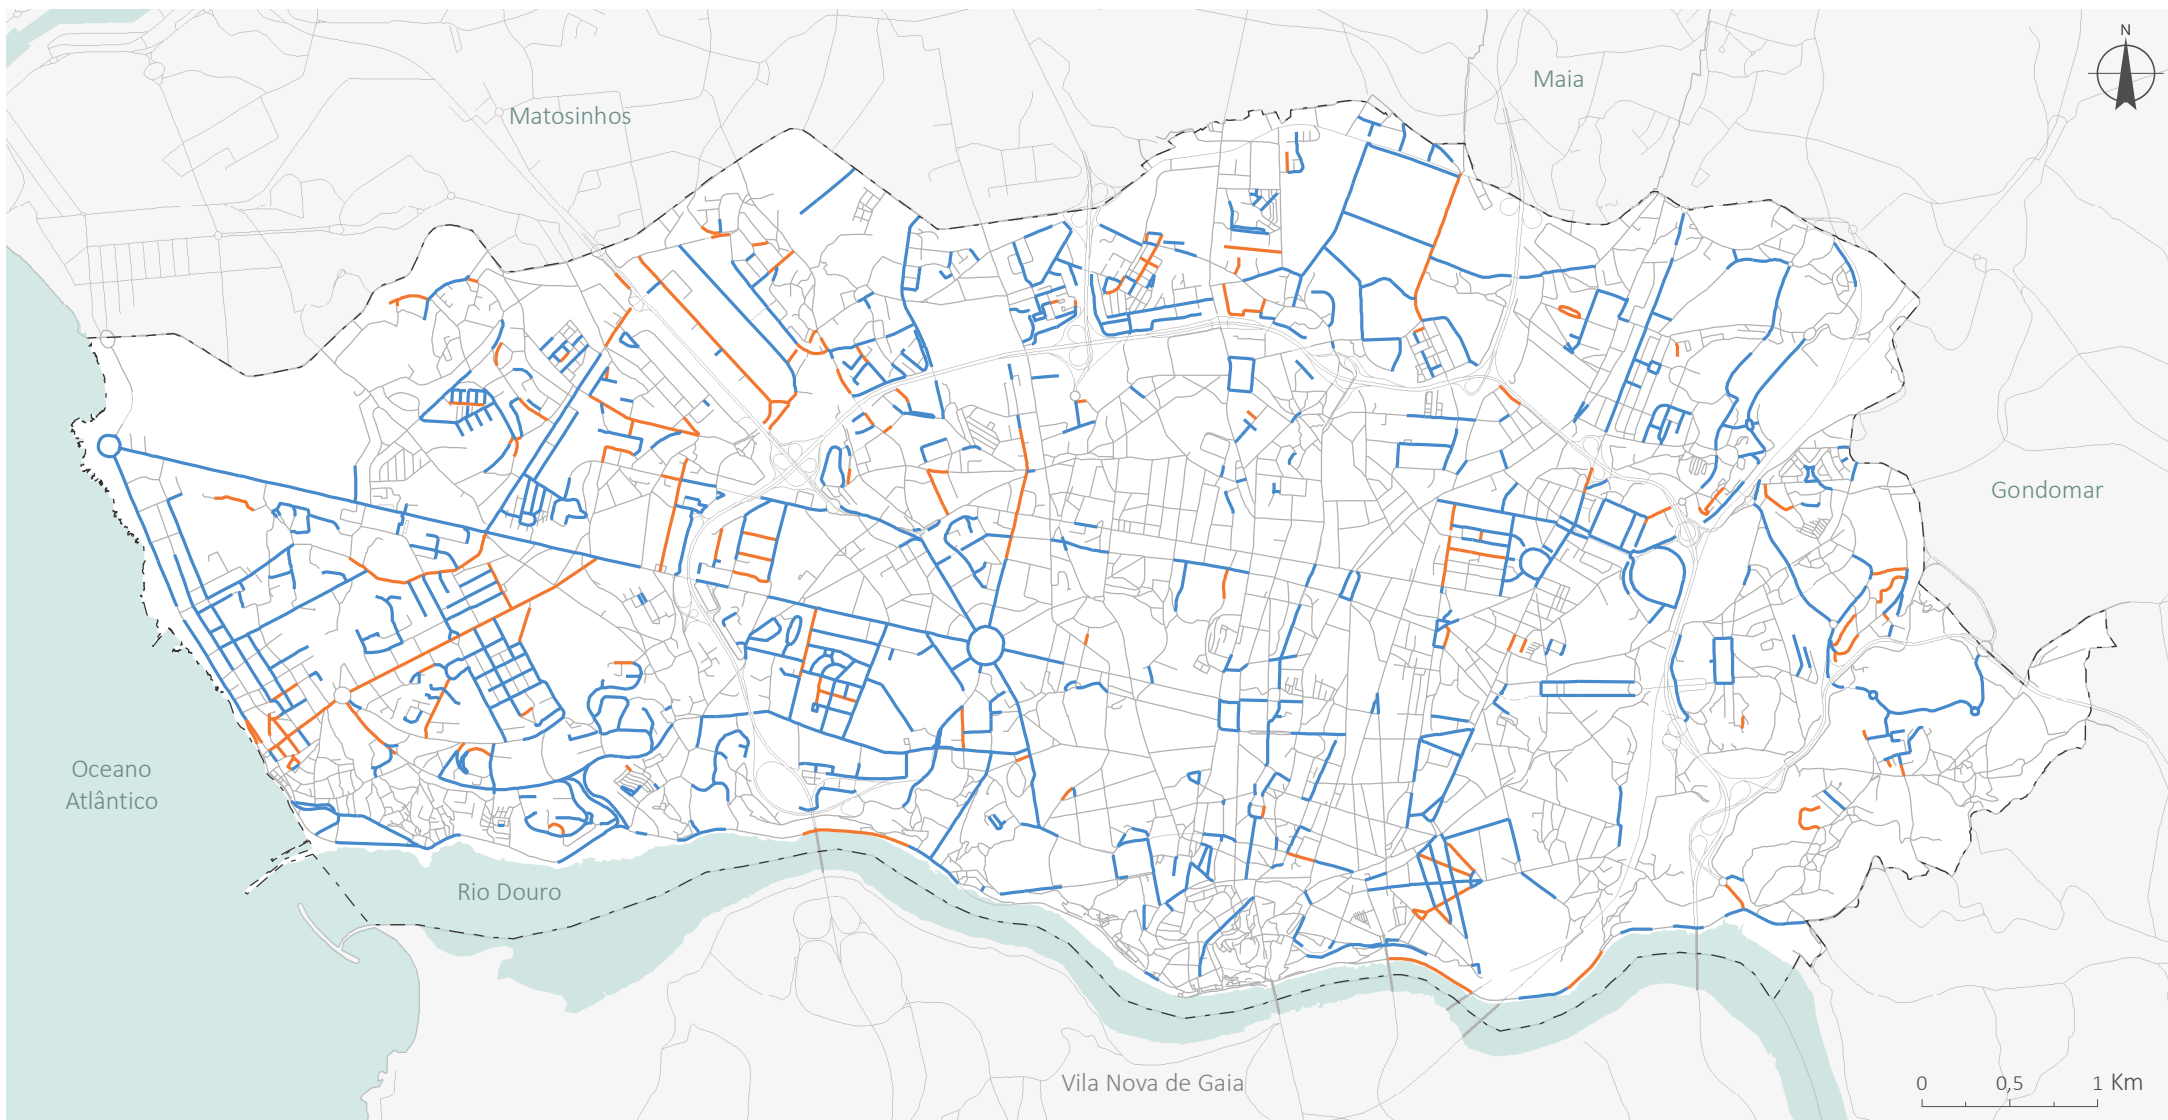 N
Maia
Matosinhos
Gondomar
Oceano
Atlântico
Rio Douro
Vila Nova de Gaia
0 0,5 1 Km